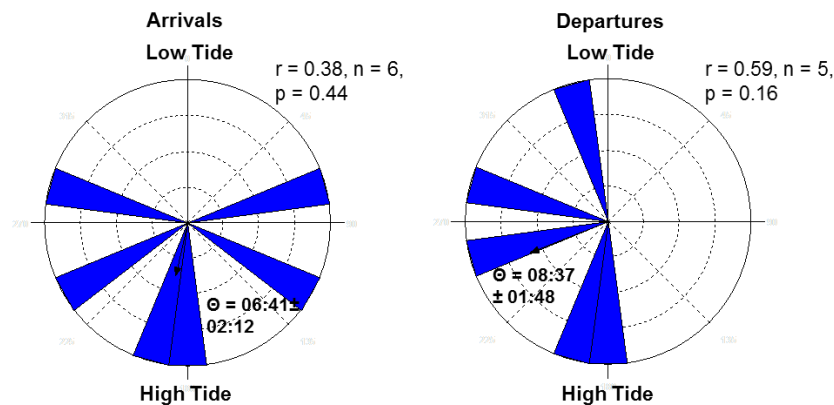 Arrivals
Low Tide
r = 0.38, n = 6,
p = 0.44
Θ = 06:41±
02:12
High Tide
Departures
Low Tide
r = 0.59, n = 5,
p = 0.16
Θ = 08:37
± 01:48
High Tide